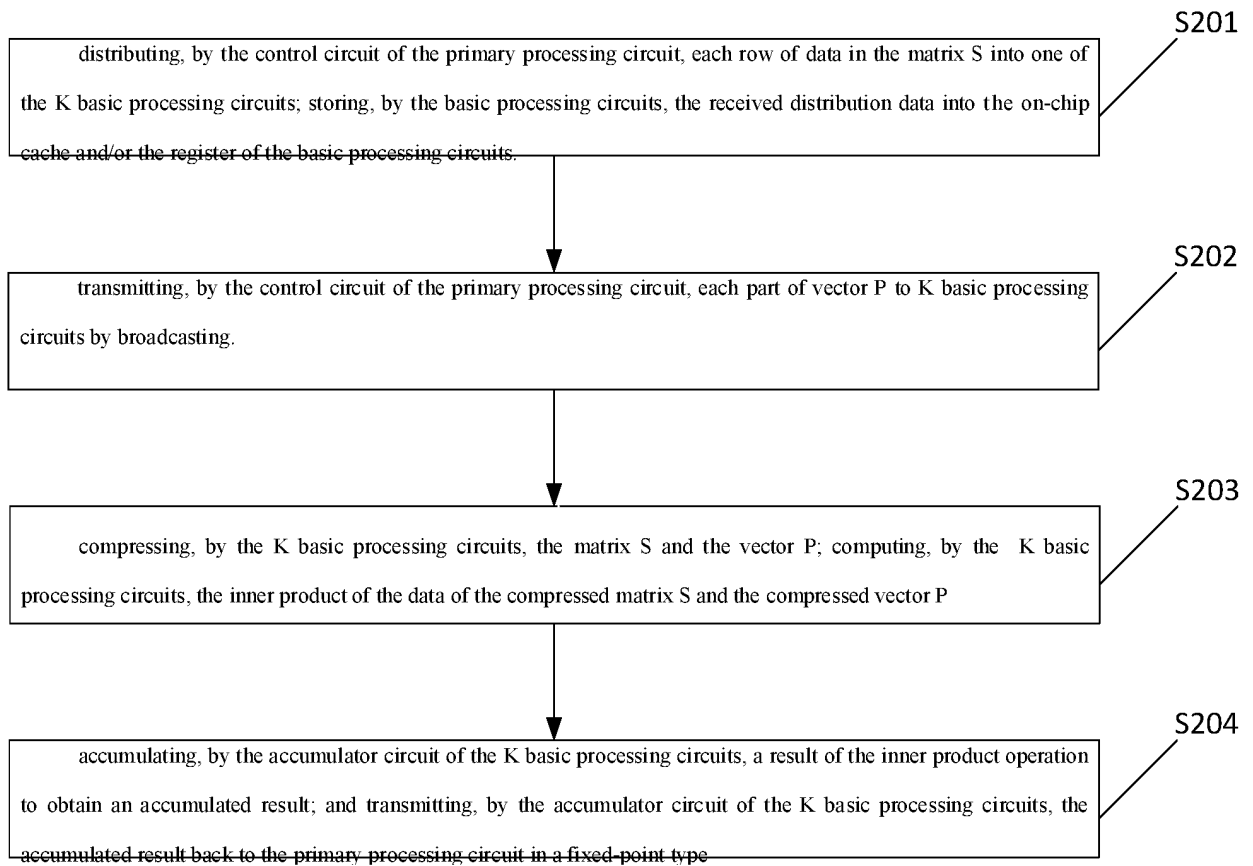 S201
distributing, by the control circuit of the primary processing circuit, each row of data in the matrix S into one of
the K basic processing circuits; storing, by the basic processing circuits, the received distribution data into the on-chip
cache and/or the register of the basic processing circuits.
S202
transmitting, by the control circuit of the primary processing circuit, each part of vector P to K basic processing
circuits by broadcasting.
S203
compressing, by the K basic processing circuits, the matrix S and the vector P; computing, by the K basic
processing circuits, the inner product of the data of the compressed matrix S and the compressed vector P
S204
accumulating, by the accumulator circuit of the K basic processing circuits, a result of the inner product operation
to obtain an accumulated result; and transmitting, by the accumulator circuit of the K basic processing circuits, the
accumulated result back to the primary processing circuit in a fixed-point type